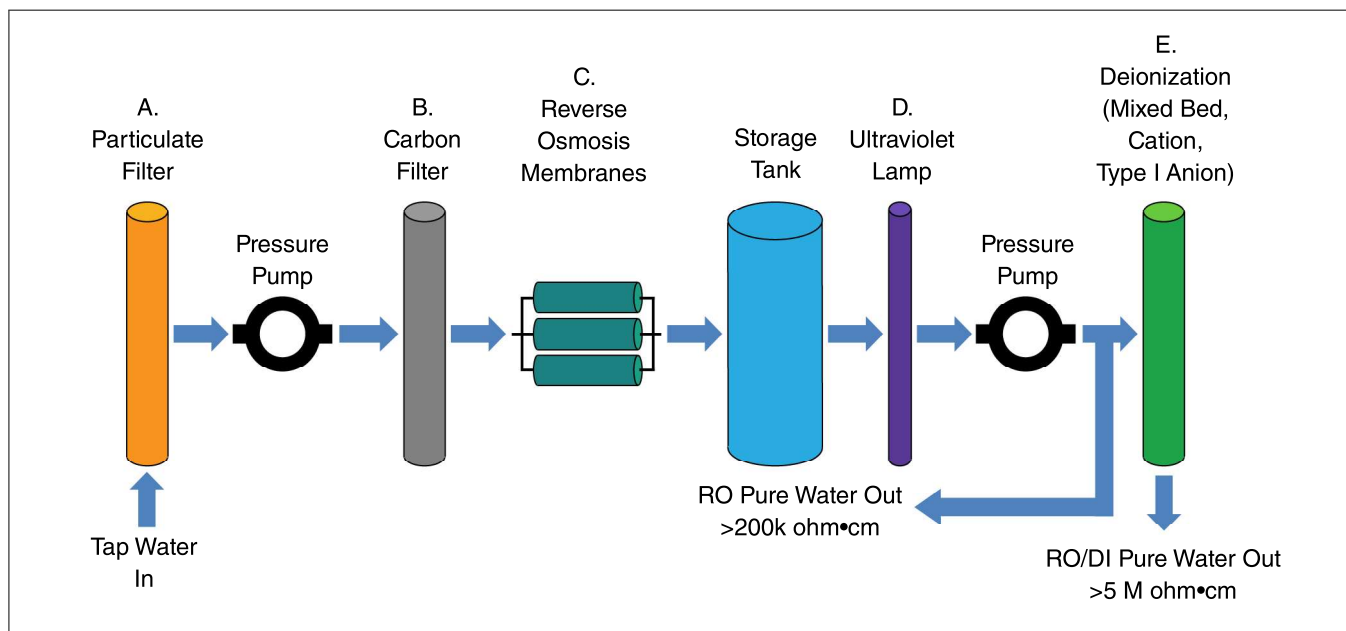 A.
Particulate
Filter
Pressure
Pump
B.
Carbon
Filter
C.
Reverse
Osmosis
Membranes
Storage
Tank
D.
Ultraviolet
Lamp
Pressure
Pump
E.
Deionization
(Mixed Bed,
Cation,
Type I Anion)
Tap Water
In
RO Pure Water Out
>200k ohm•cm
RO/DI Pure Water Out
>5 M ohm•cm